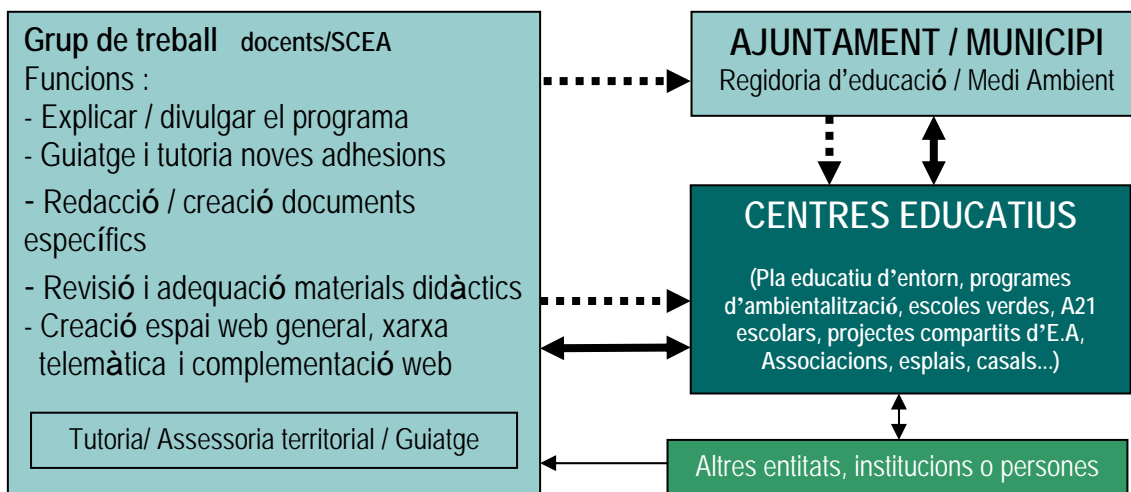 Grup de treball docents/SCEA
Funcions :
- Explicar / divulgar el programa
- Guiatge i tutoria noves adhesions
- Redacció / creació documents
específics
- Revisió i adequació materials didàctics
- Creació espai web general, xarxa
telemàtica i complementació web
Tutoria/ Assessoria territorial / Guiatge
AJUNTAMENT / MUNICIPI
Regidoria d'educació / Medi Ambient
CENTRES EDUCATIUS
(Pla educatiu d'entorn, programes
d'ambientalització, escoles verdes, A21
escolars, projectes compartits d'E.A,
Associacions, esplais, casals...)
Altres entitats, institucions o persones